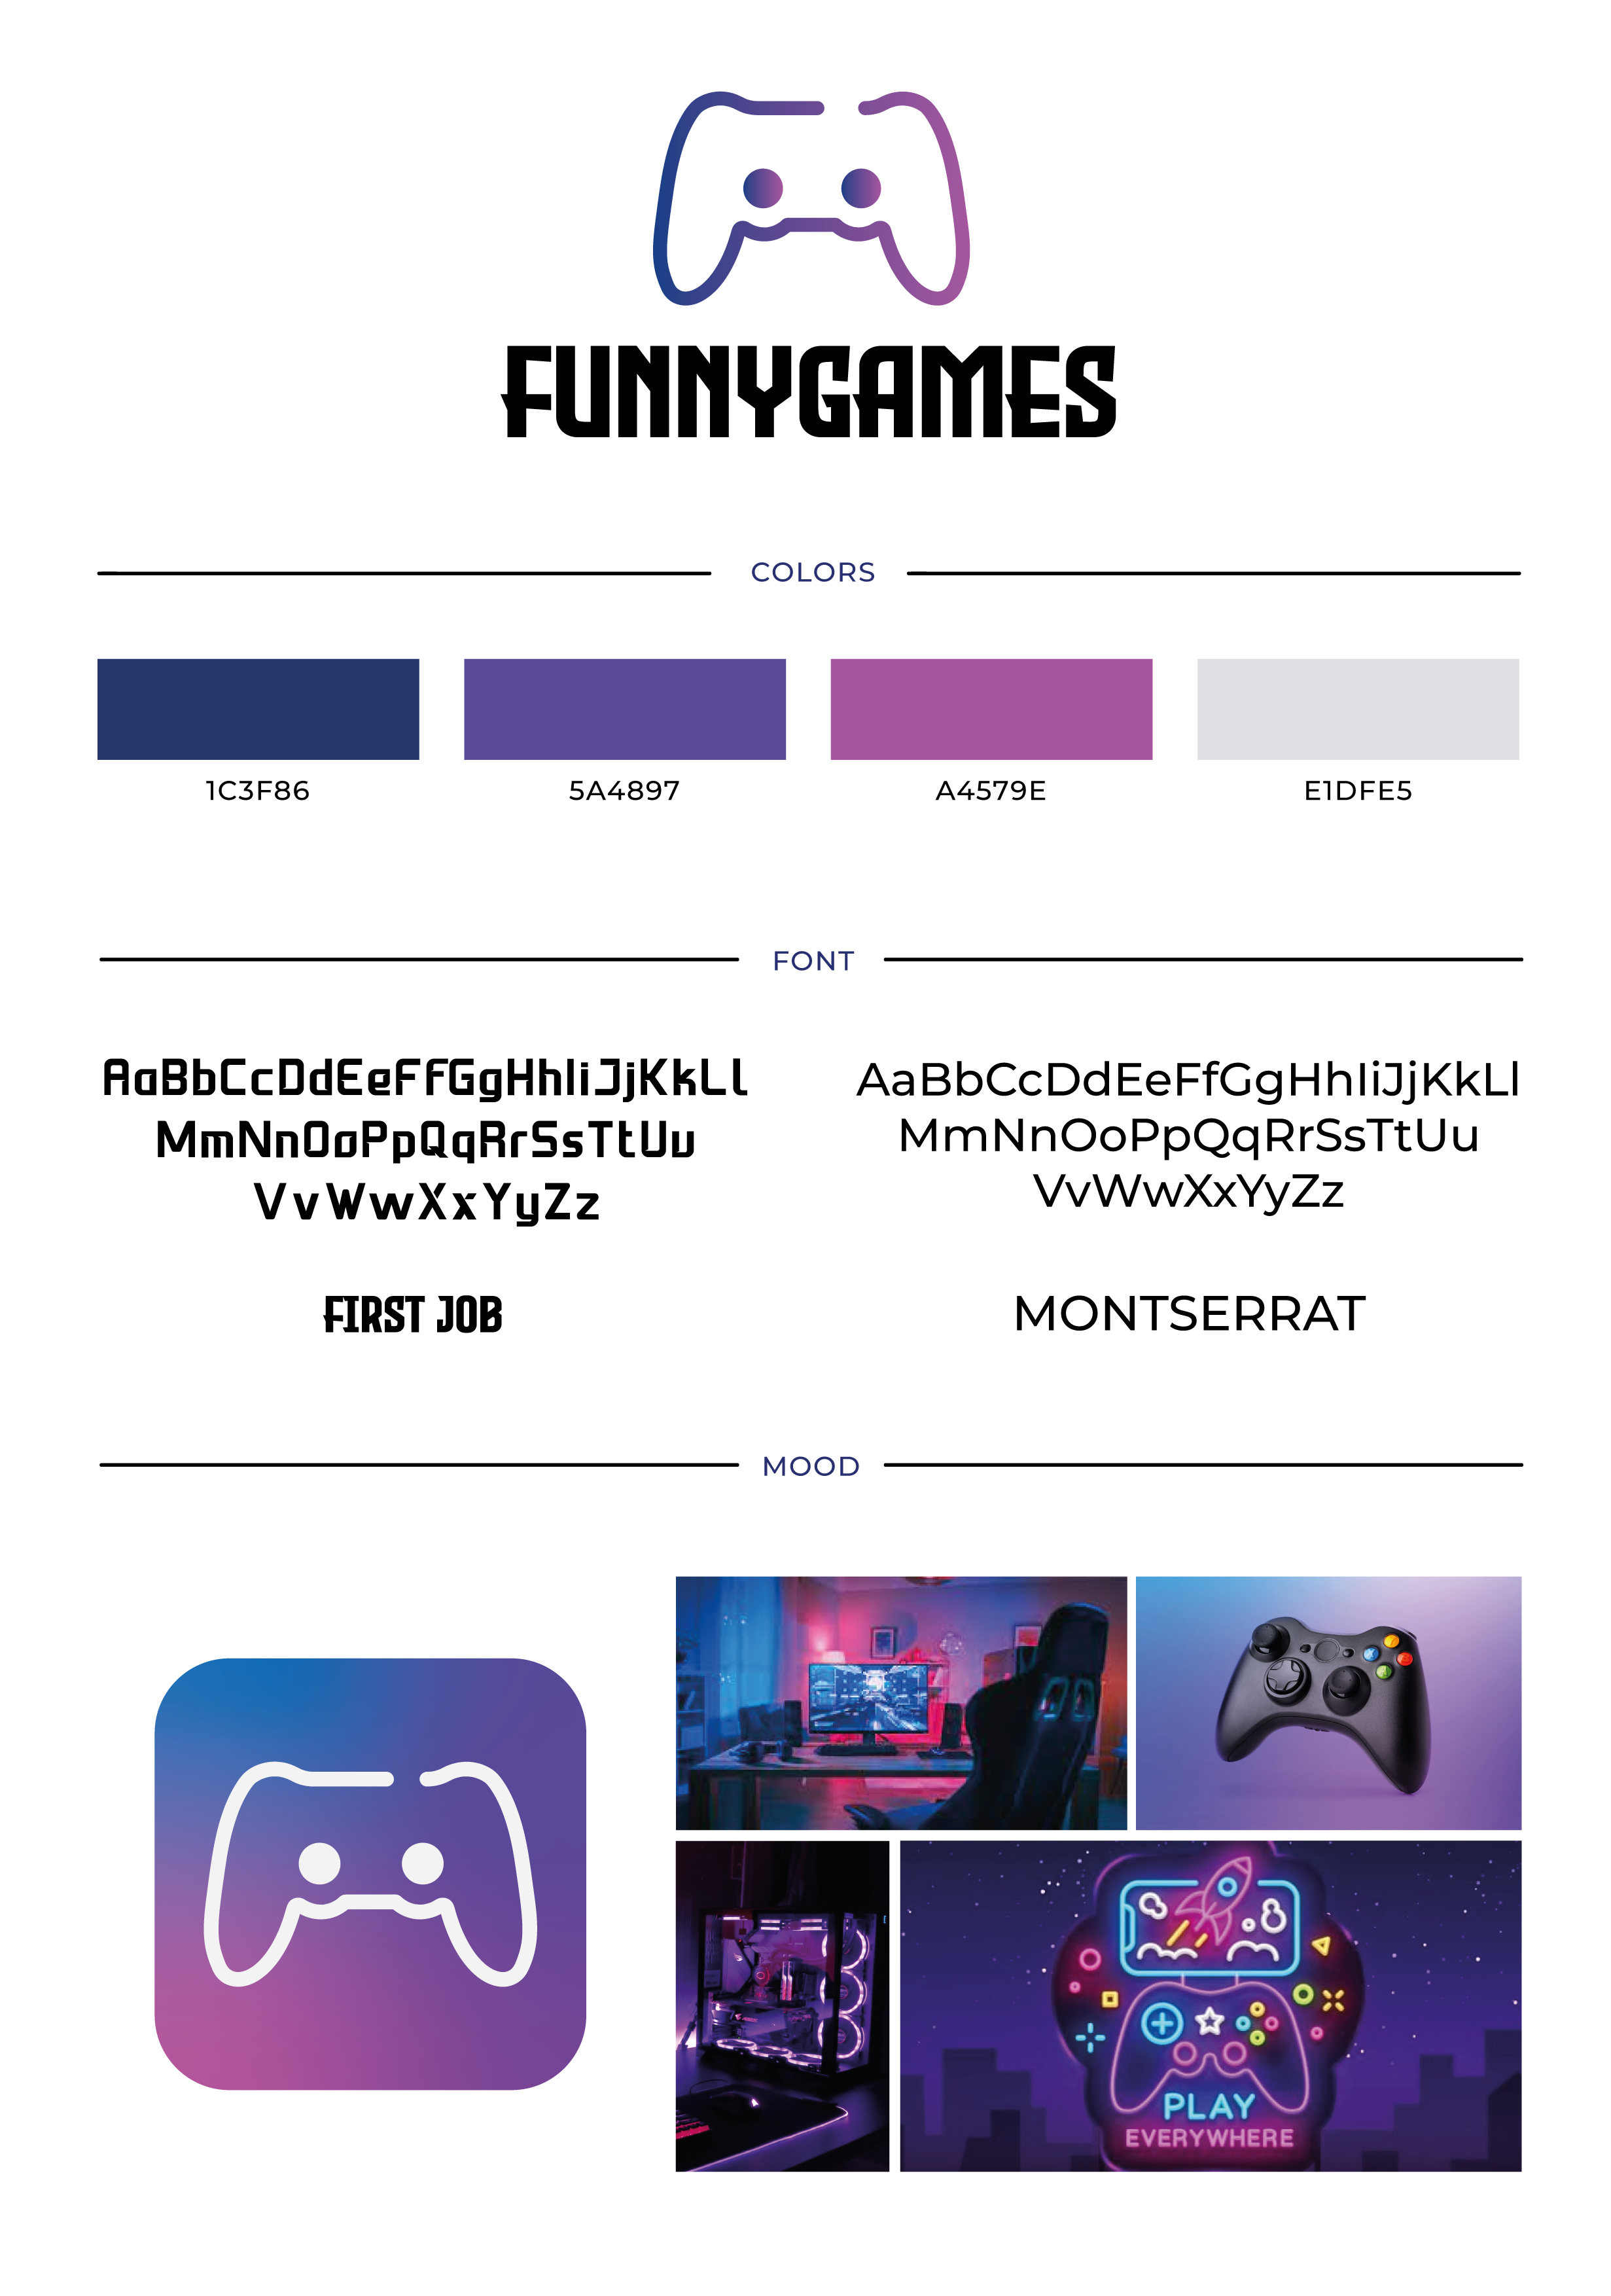 FUNNYGAMES
COLORS
1C3F86
5A4897
A4579E
E1DFE5
FONT
AaBbCcDdEeFfGgHhIiJjKkLl
MmNnOoPpQqRrSsTtUu
VvWwXxYyZz
FIRST JOB
AaBbCcDdEeFfGgHhIiJjKkLl
MmNnOoPpQqRrSsTtUu
VvWwXxYyZz
MONTSERRAT
MOOD
PLAY
EVERYWHERE